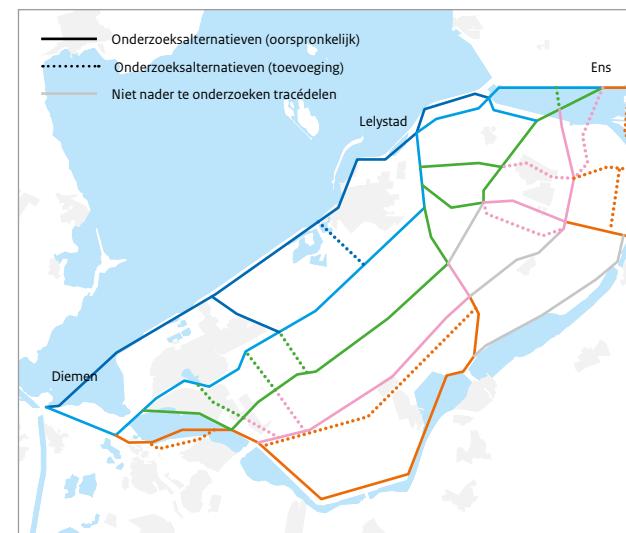 Onderzoeksalternatieven (oorspronkelijk)
Onderzoeksalternatieven (toevoeging)
Niet nader te onderzoeken tracédelen
Ens
Lelystad
Diemen